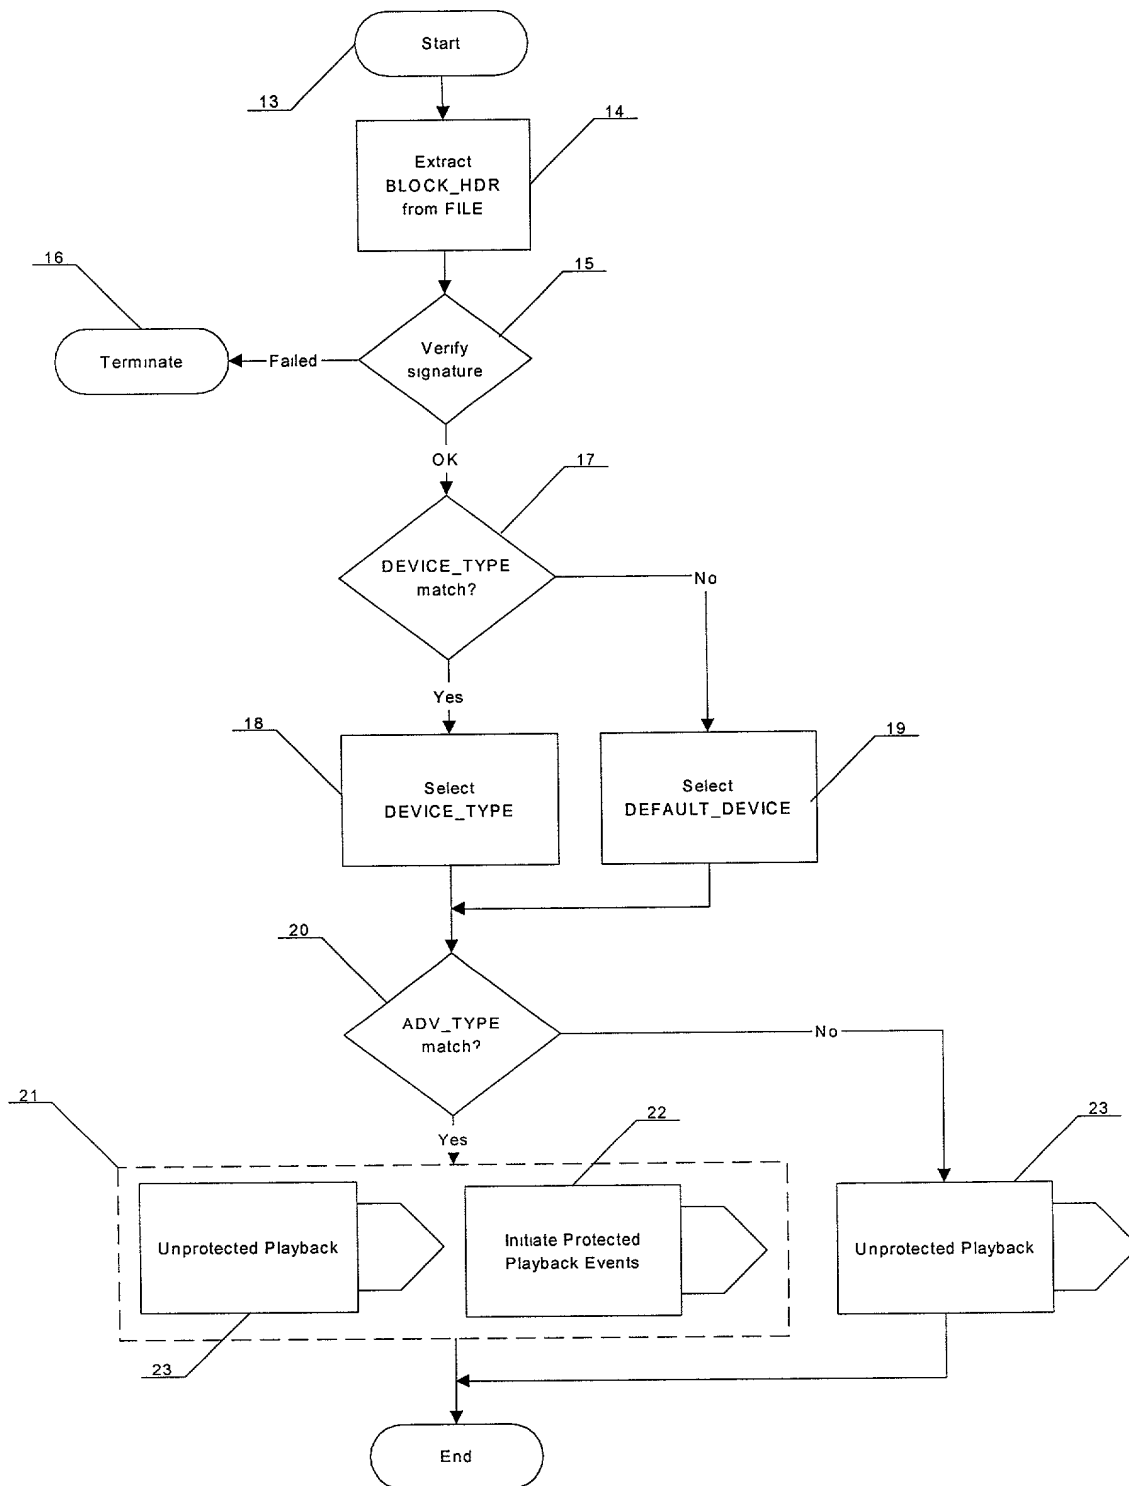 Start
13
14
Extract
BLOCK_HDR
from FILE
16
15
Terminate
Failed
Verify
signature
OK
17
DEVICE_TYPE
match?
No
Yes
18
19
Select
DEVICE_TYPE
Select
DEFAULT_DEVICE
20
ADV_TYPE
match?
No
21
Yes
22
23
Unprotected Playback
Initiate Protected
Playback Events
Unprotected Playback
23
End